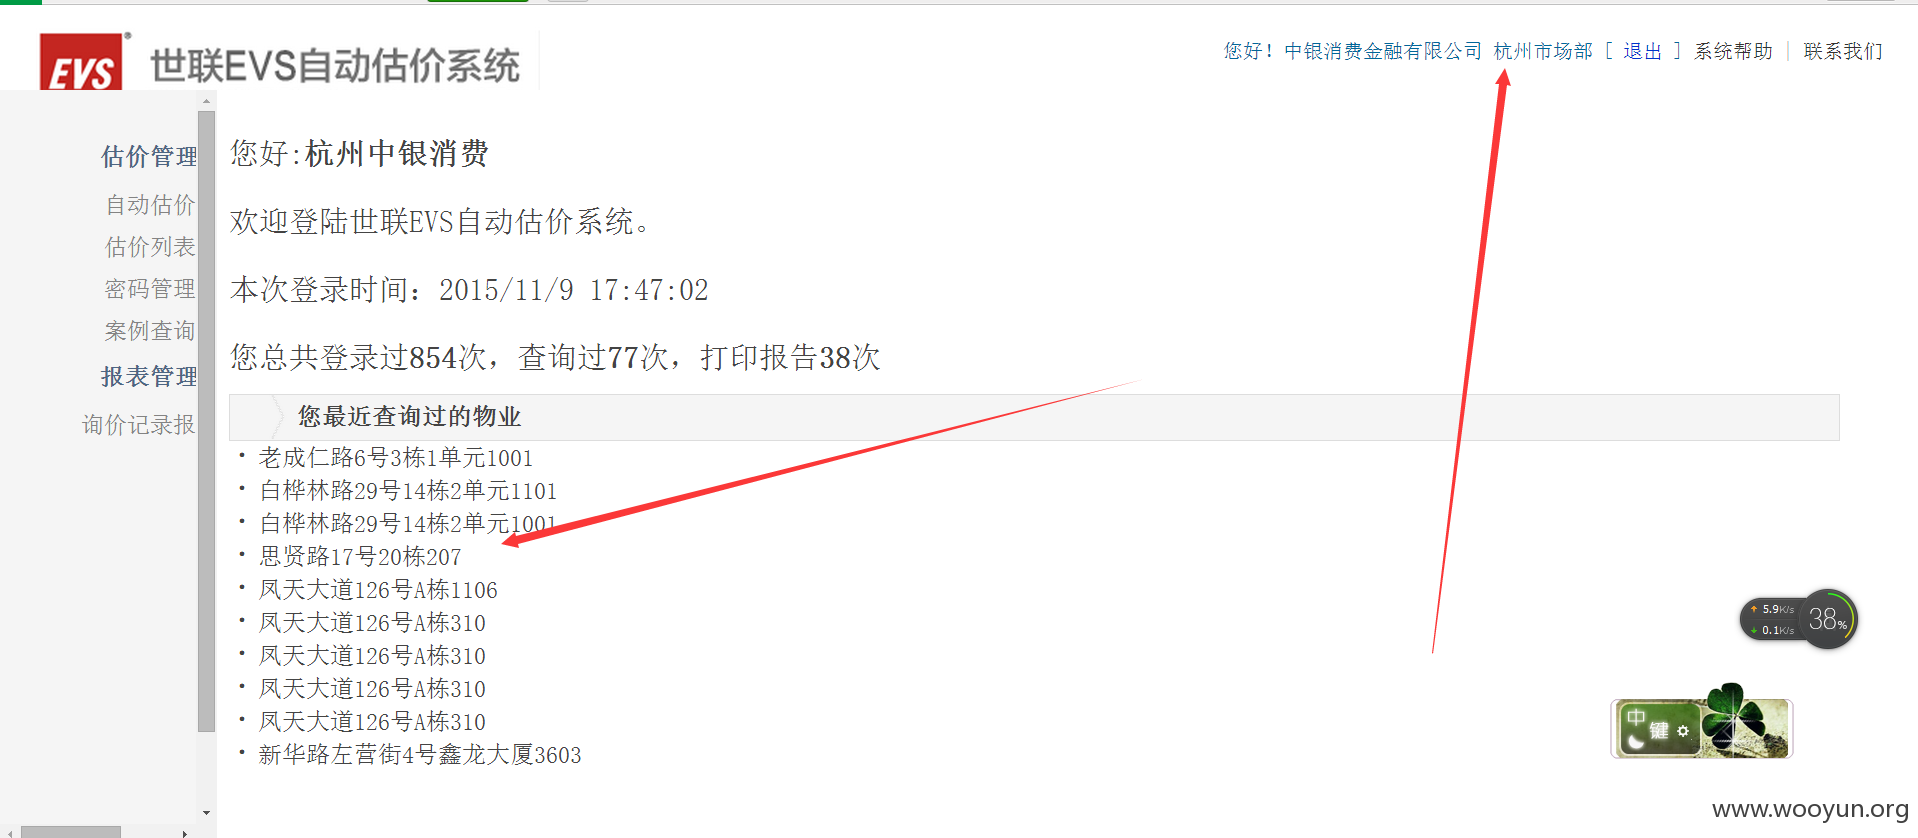 EVS® 世联EVS自动估价系统
您好！中银消费金融有限公司 杭州市场部 [ 退出 ] 系统帮助 | 联系我们
估价管理
自动估价
估价列表
密码管理
案例查询
报表管理
询价记录报
您好:杭州中银消费
欢迎登陆世联EVS自动估价系统。
本次登录时间：2015/11/9 17:47:02
您总共登录过854次，查询过77次，打印报告38次
您最近查询过的物业
老成仁路6号3栋1单元1001
白桦林路29号14栋2单元1101
白桦林路29号14栋2单元1001
思贤路17号20栋207
凤天大道126号A栋1106
凤天大道126号A栋310
凤天大道126号A栋310
凤天大道126号A栋310
凤天大道126号A栋310
新华路左营街4号鑫龙大厦3603
5.9K/s
0.1K/s
38%
中
键
www.wooyun.org